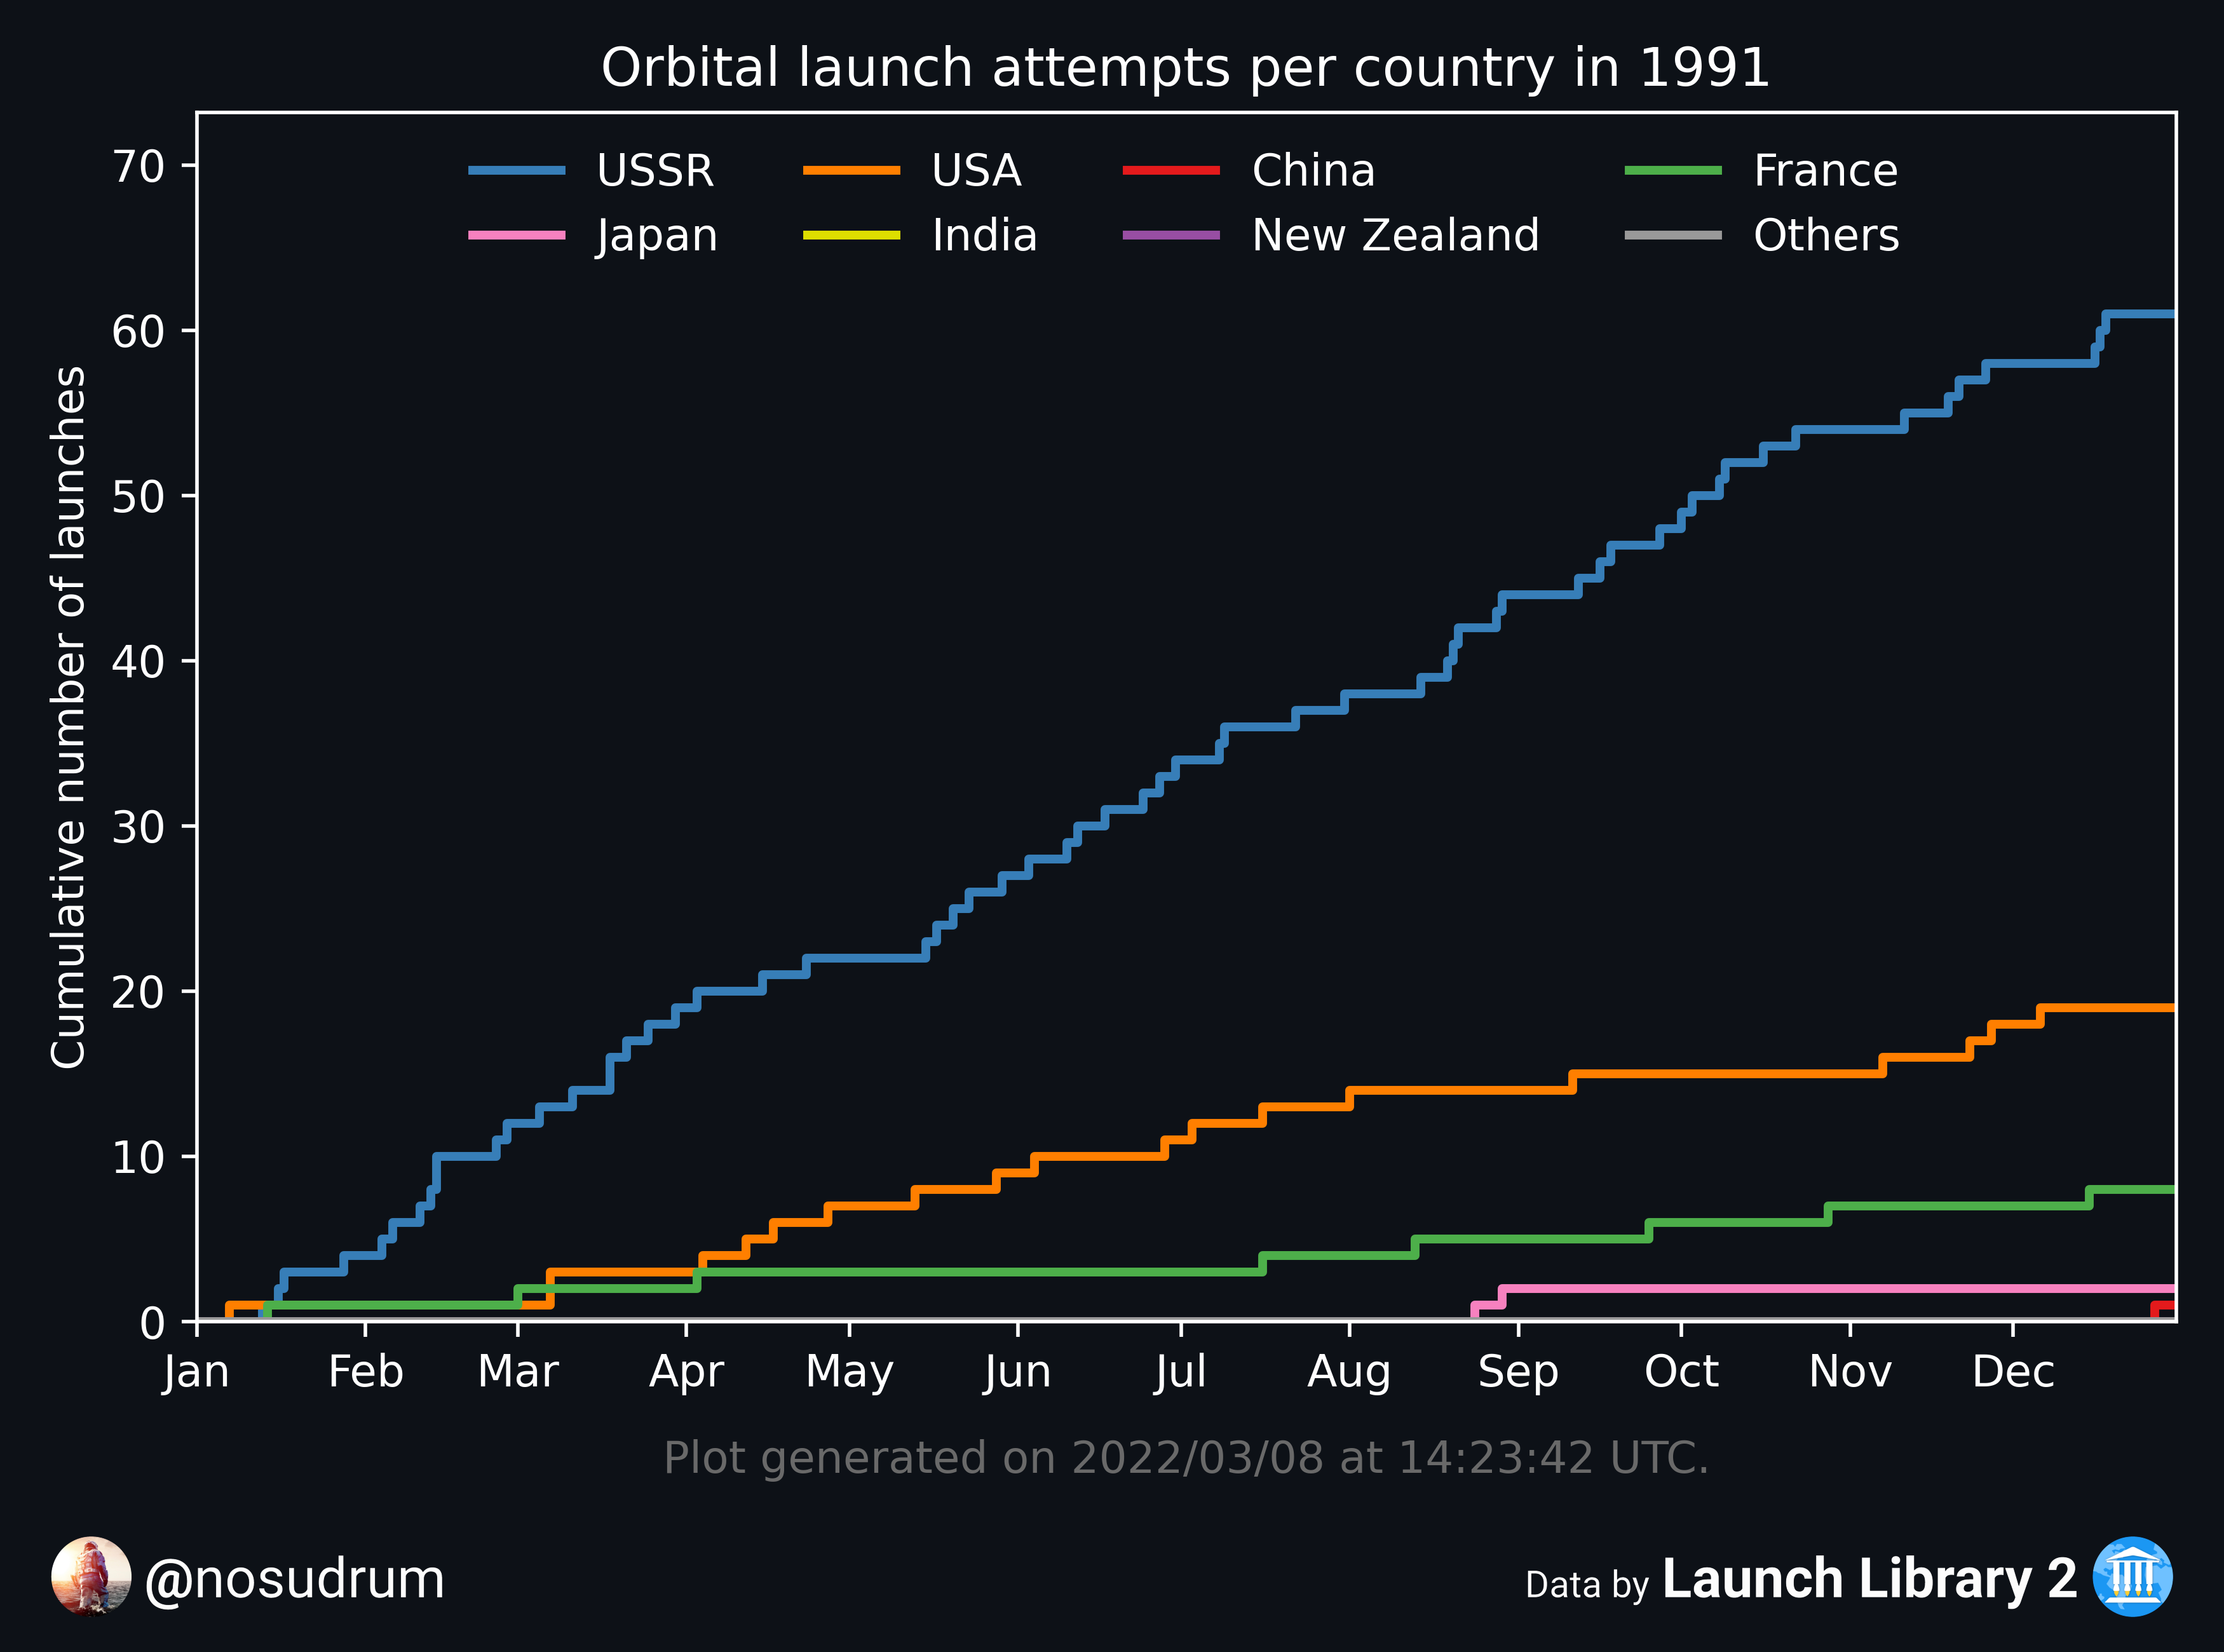 Orbital launch attempts per country in 1991
USSR USA China France
Japan India New Zealand Others
Cumulative number of launches
70
60
50
40
30
20
10
0
Jan Feb Mar Apr May Jun Jul Aug Sep Oct Nov Dec
Plot generated on 2022/03/08 at 14:23:42 UTC.
@nosudrum
Data by Launch Library 2